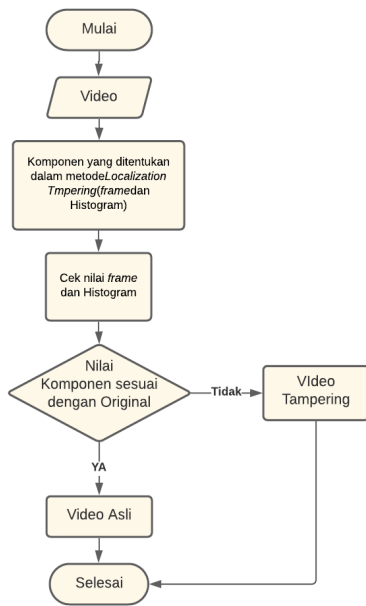 Mulai
Video
Komponen yang ditentukan
dalam metodeLocalization
Tmpering(framedan
Histogram)
Cek nilai frame
dan Histogram
Nilai
Komponen sesuai
dengan Original
Tidak
VIdeo
Tampering
YA
Video Asli
Selesai